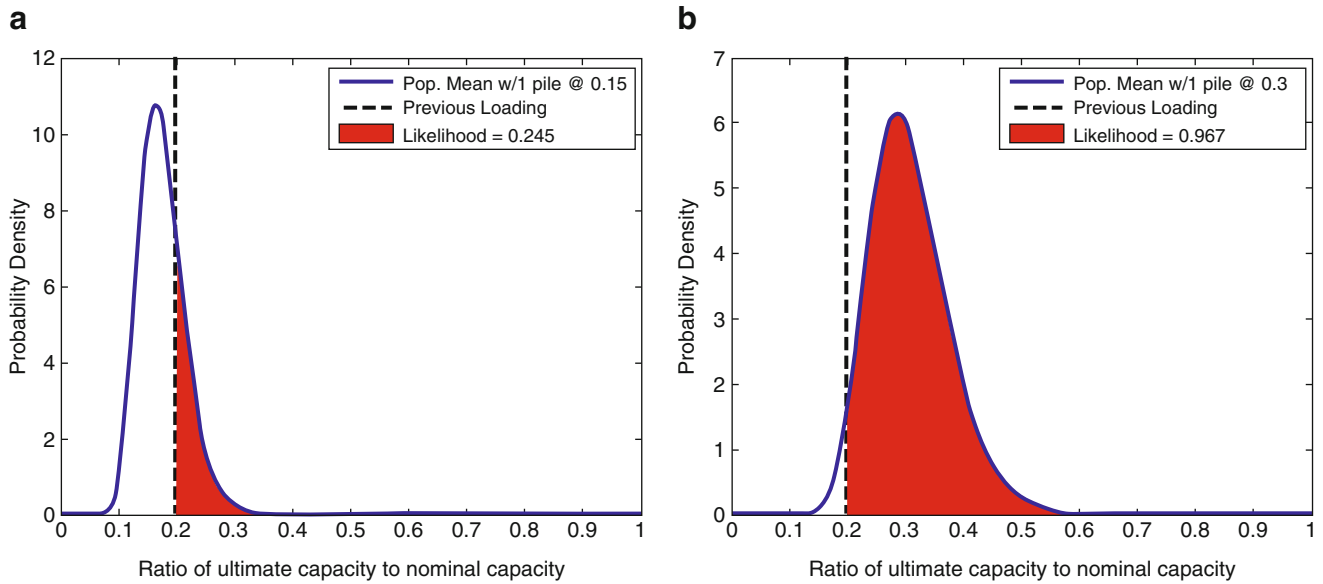 a
12
10
8
6
4
2
0
Probability Density
Pop. Mean w/1 pile @ 0.15
Previous Loading
Likelihood = 0.245
0 0.1 0.2 0.3 0.4 0.5 0.6 0.7 0.8 0.9 1
Ratio of ultimate capacity to nominal capacity
b
7
6
5
4
3
2
1
0
Probability Density
Pop. Mean w/1 pile @ 0.3
Previous Loading
Likelihood = 0.967
0 0.1 0.2 0.3 0.4 0.5 0.6 0.7 0.8 0.9 1
Ratio of ultimate capacity to nominal capacity